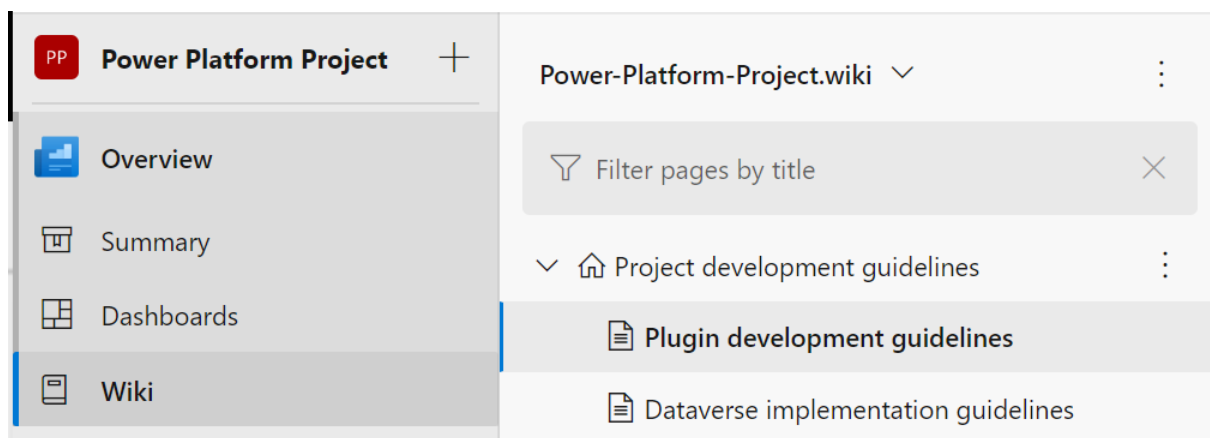 PP Power Platform Project
Overview
Summary
Dashboards
Wiki
Power-Platform-Project.wiki
Filter pages by title
Project development guidelines
Plugin development guidelines
Dataverse implementation guidelines